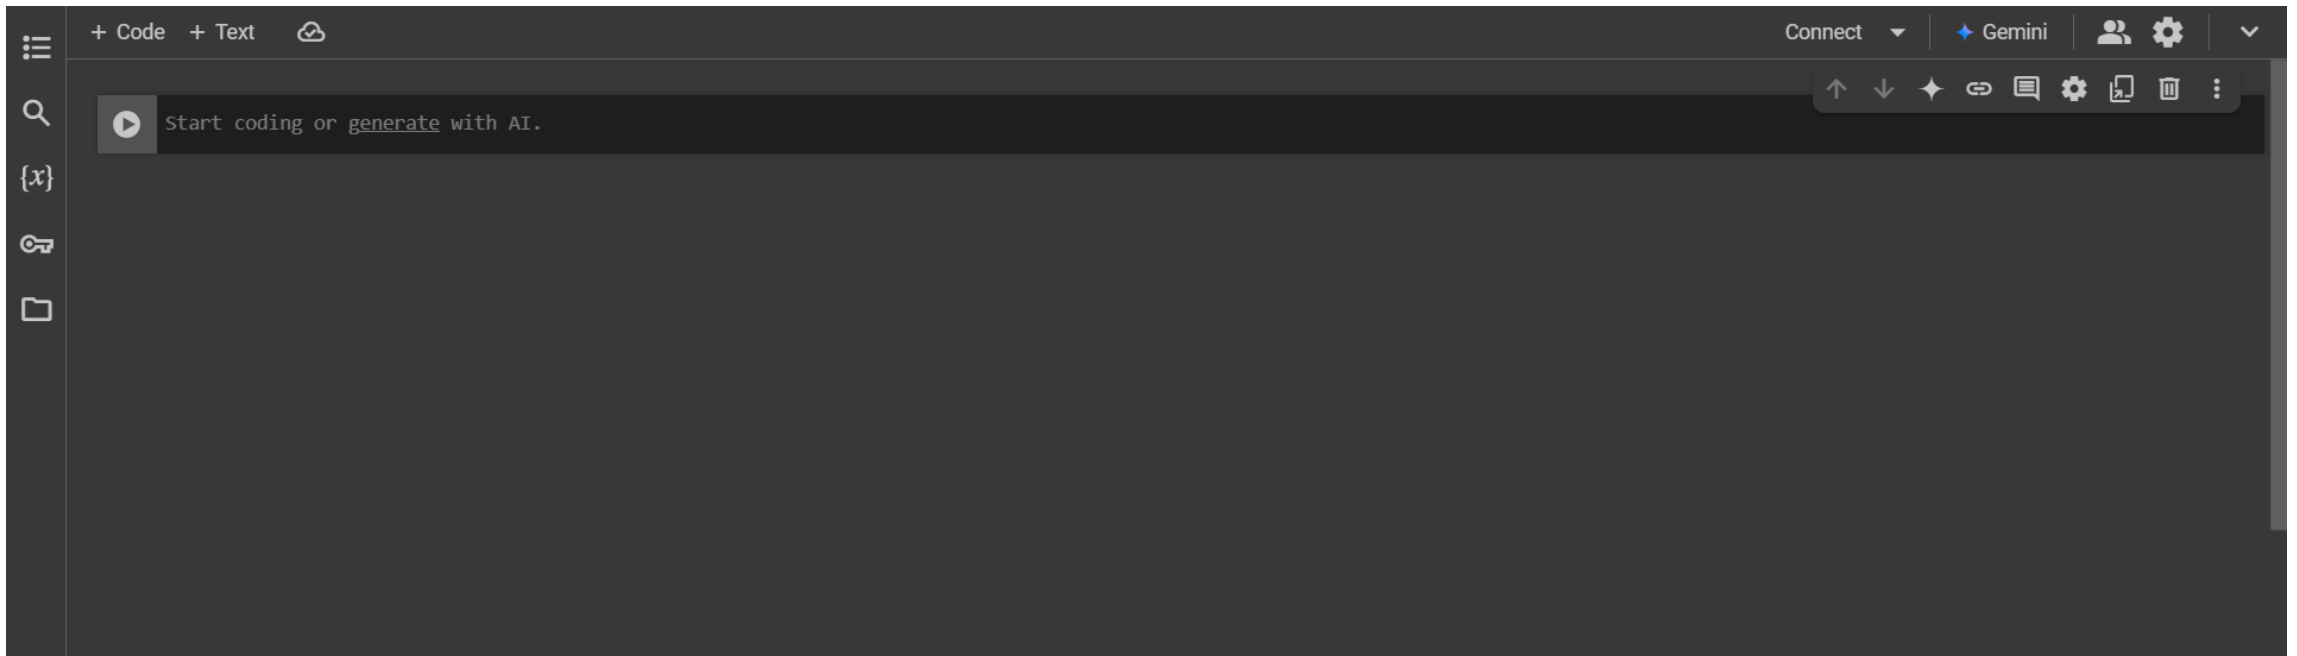 + Code + Text Connect Gemini
Start coding or generate with AI.
{x}